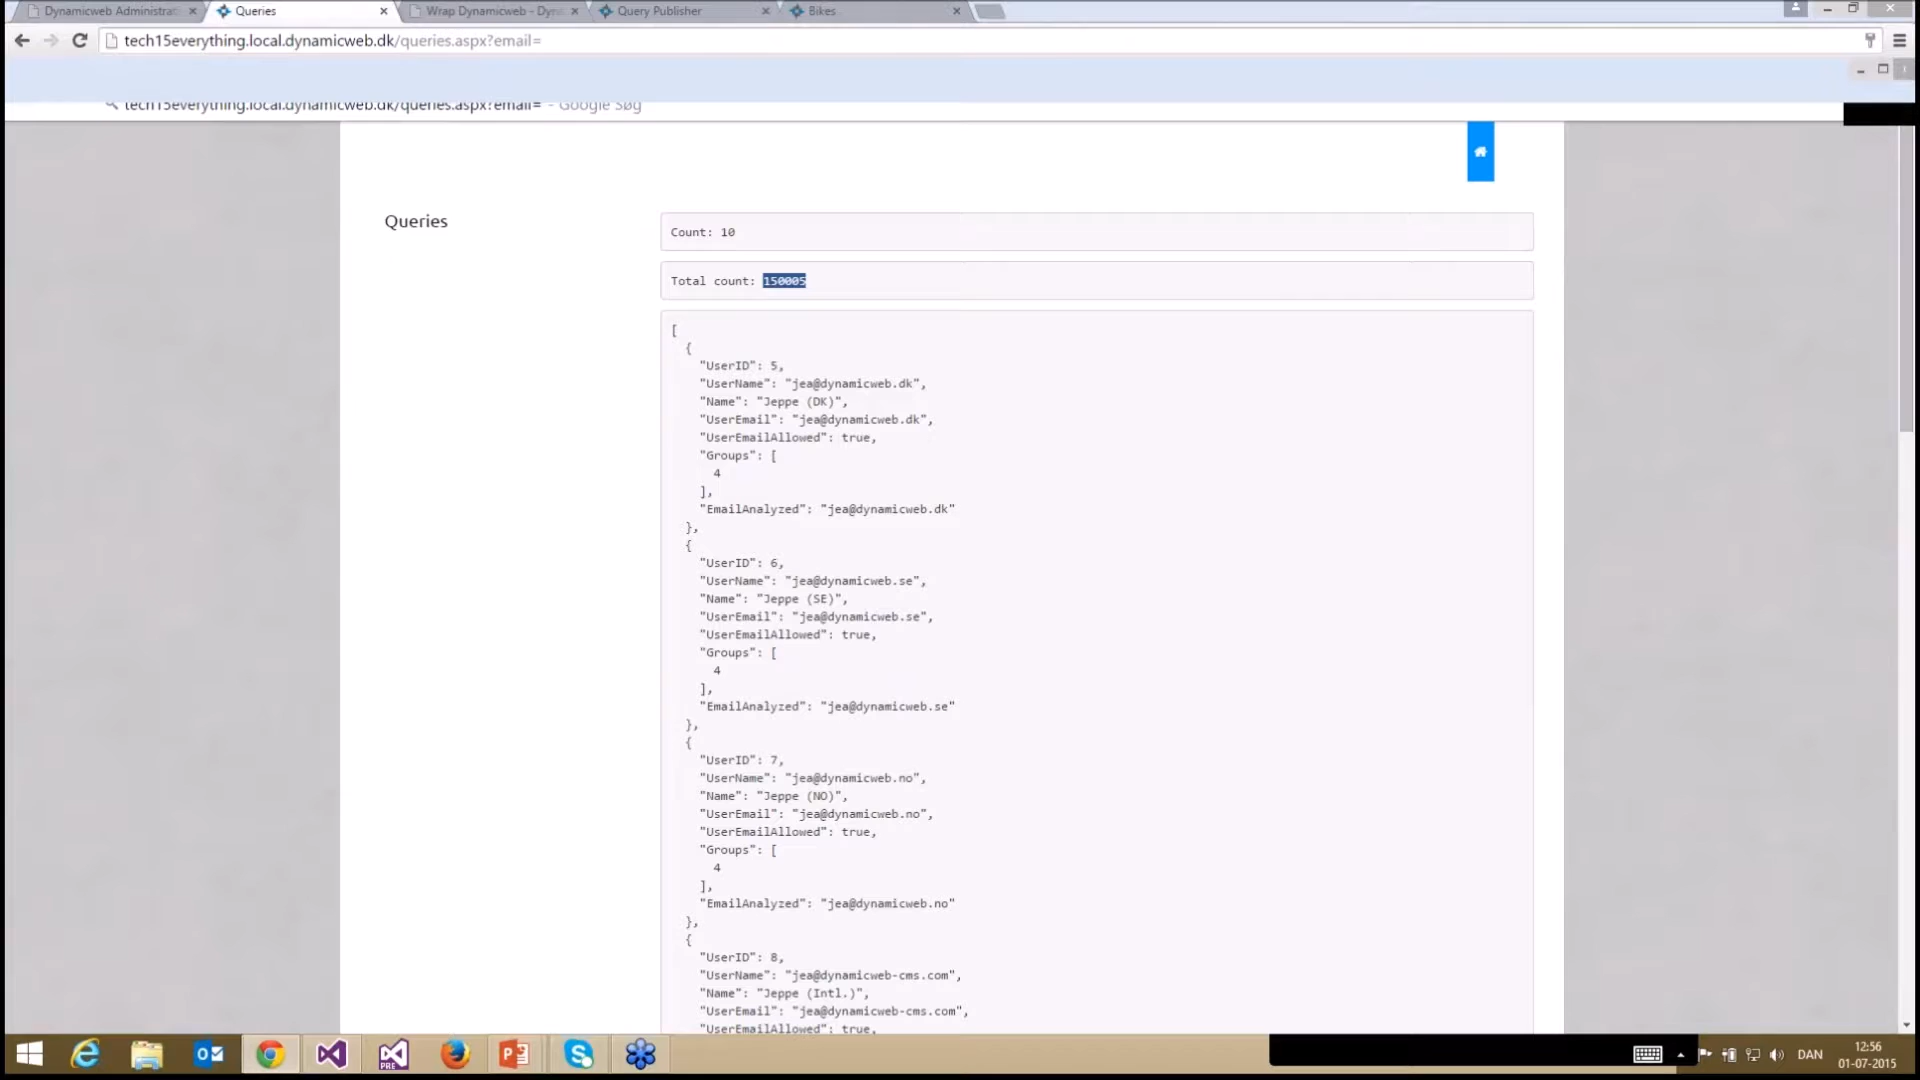 Dynamicweb Administrat
Queries
Wrap Dynamicweb - Dyn
Query Publisher
Bikes
tech15everything.local.dynamicweb.dk/queries.aspx?email=
tech15everything.local.dynamicweb.dk/queries.aspx?email= - Google Søg
Queries
Count: 10
Total count: 150005
[
{
"UserID": 5,
"UserName": "jea@dynamicweb.dk",
"Name": "Jeppe (DK)",
"UserEmail": "jea@dynamicweb.dk",
"UserEmailAllowed": true,
"Groups": [
4
],
"EmailAnalyzed": "jea@dynamicweb.dk"
},
{
"UserID": 6,
"UserName": "jea@dynamicweb.se",
"Name": "Jeppe (SE)",
"UserEmail": "jea@dynamicweb.se",
"UserEmailAllowed": true,
"Groups": [
4
],
"EmailAnalyzed": "jea@dynamicweb.se"
},
{
"UserID": 7,
"UserName": "jea@dynamicweb.no",
"Name": "Jeppe (NO)",
"UserEmail": "jea@dynamicweb.no",
"UserEmailAllowed": true,
"Groups": [
4
],
"EmailAnalyzed": "jea@dynamicweb.no"
},
{
"UserID": 8,
"UserName": "jea@dynamicweb-cms.com",
"Name": "Jeppe (Intl.)",
"UserEmail": "jea@dynamicweb-cms.com",
"UserEmailAllowed": true,
DAN
12:56
01-07-2015